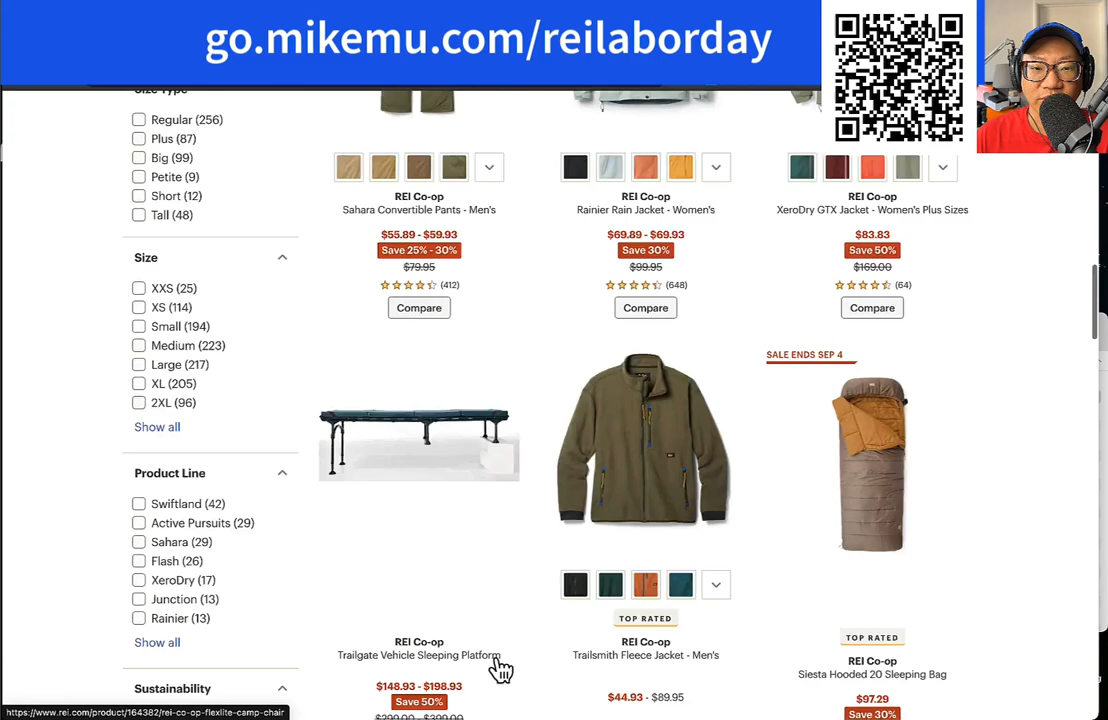 go.mikemu.com/reilaborday
Size Type
Regular (256)
Plus (87)
Big (99)
Petite (9)
Short (12)
Tall (48)
Size
XXS (25)
XS (114)
Small (194)
Medium (223)
Large (217)
XL (205)
2XL (96)
Show all
Product Line
Swiftland (42)
Active Pursuits (29)
Sahara (29)
Flash (26)
XeroDry (17)
Junction (13)
Rainier (13)
Show all
Sustainability
https://www.rei.com/product/164382/rei-co-op-flexlite-camp-chair
REI Co-op
Sahara Convertible Pants - Men's
$55.89 - $59.93
Save 25% - 30%
$79.95
(412)
Compare
REI Co-op
Rainier Rain Jacket - Women's
$69.89 - $69.93
Save 30%
$99.95
(648)
Compare
REI Co-op
XeroDry GTX Jacket - Women's Plus Sizes
$83.83
Save 50%
$169.00
(64)
Compare
REI Co-op
Trailgate Vehicle Sleeping Platform
$148.93 - $198.93
Save 50%
$299.00 - $399.00
TOP RATED
REI Co-op
Trailsmith Fleece Jacket - Men's
$44.93 - $89.95
SALE ENDS SEP 4
TOP RATED
REI Co-op
Siesta Hooded 20 Sleeping Bag
$97.29
Save 30%